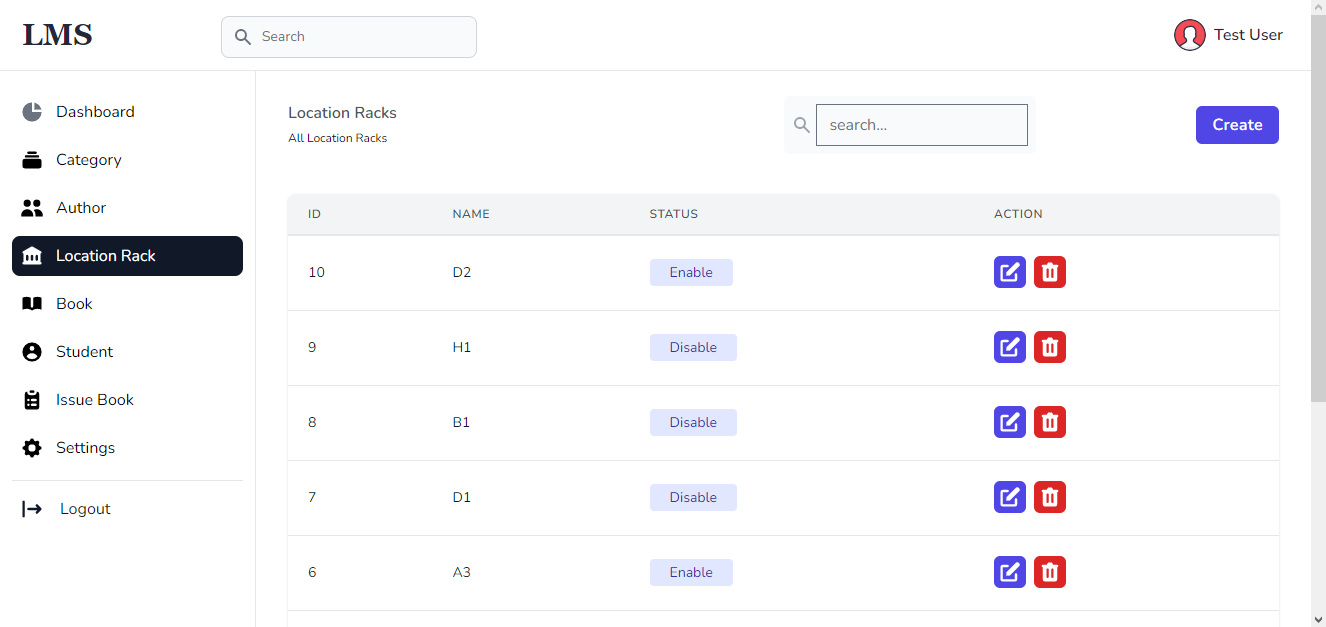 LMS
Search
Test User
Dashboard
Category
Author
Location Rack
Book
Student
Issue Book
Settings
Logout
Location Racks
All Location Racks
search...
Create
ID NAME STATUS ACTION
10 D2 Enable
9 H1 Disable
8 B1 Disable
7 D1 Disable
6 A3 Enable